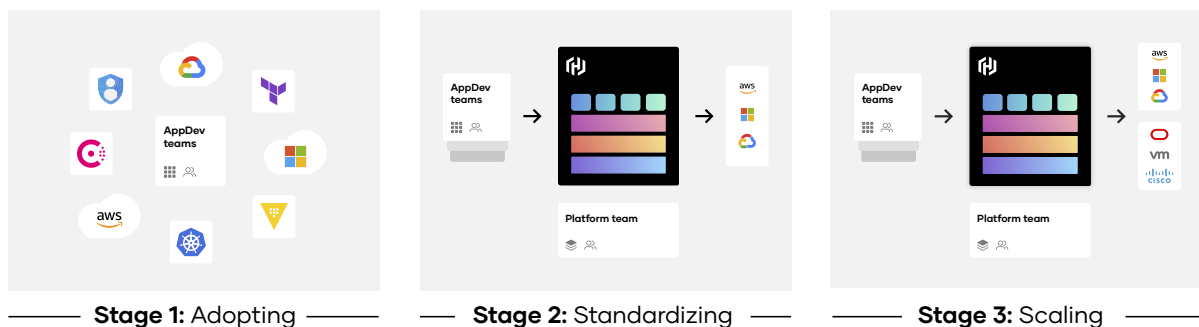 AppDev
teams
aws
Stage 1: Adopting
AppDev
teams
Platform team
aws
Stage 2: Standardizing
AppDev
teams
Platform team
aws
vm
cisco
Stage 3: Scaling